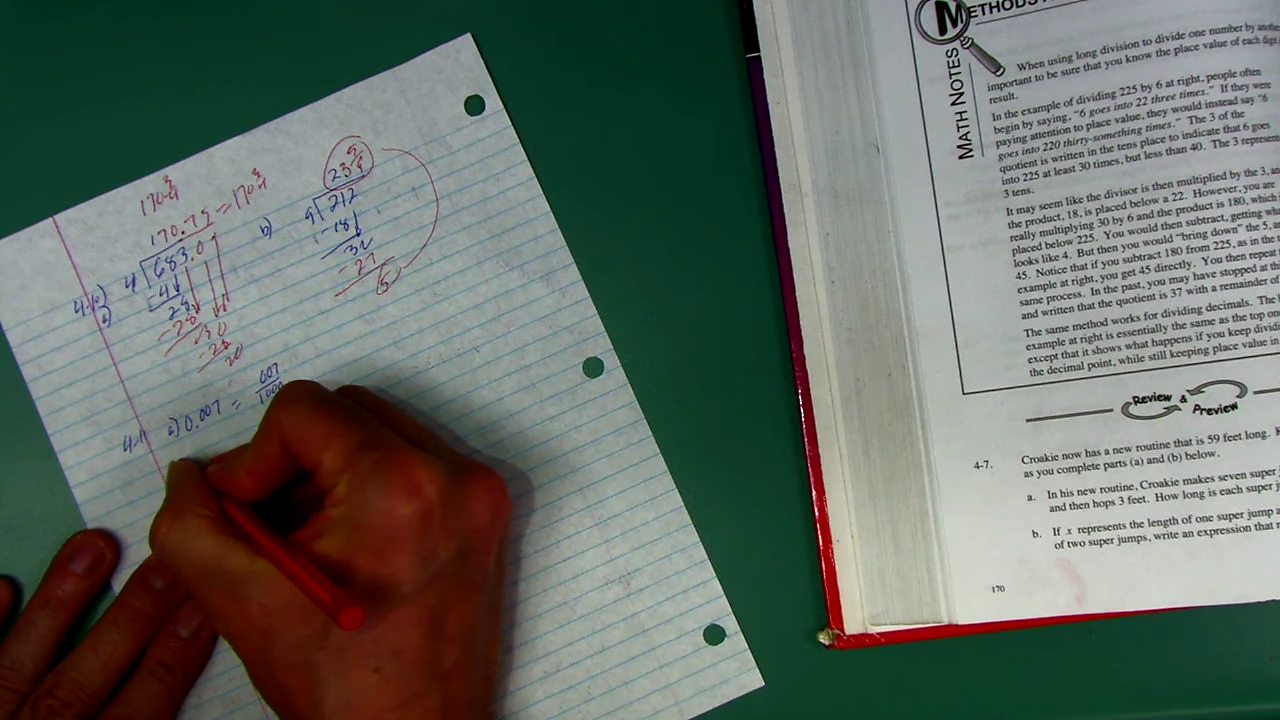 170 3/4
170.75 = 170 3/4
4 683.0
-4
28
-28
30
-28
20
b)
23 5/9
9 212
-18
32
-27
5
a) 0.007 = 007/1000
METHODS
MATH NOTES
When using long division to divide one number by another
important to be sure that you know the place value of each digit
result.
In the example of dividing 225 by 6 at right, people often
begin by saying, “6 goes into 22 three times.” If they were
paying attention to place value, they would instead say “6
goes into 220 thirty-something times.” The 3 of the
quotient is written in the tens place to indicate that 6 goes
into 225 at least 30 times, but less than 40. The 3 represent
3 tens.
It may seem like the divisor is then multiplied by the 3, an
the product, 18, is placed below a 22. However, you are
really multiplying 30 by 6 and the product is 180, which
placed below 225. You would then subtract, getting wh
looks like 4. But then you would “bring down” the 5, a
45. Notice that if you subtract 180 from 225, as in the
example at right, you get 45 directly. You then repeat
same process. In the past, you may have stopped at th
and written that the quotient is 37 with a remainder of
The same method works for dividing decimals. The
example at right is essentially the same as the top on
except that it shows what happens if you keep divid
the decimal point, while still keeping place value in
Review & Preview
4-7. Croakie now has a new routine that is 59 feet long.
as you complete parts (a) and (b) below.
a. In his new routine, Croakie makes seven super j
and then hops 3 feet. How long is each super j
b. If x represents the length of one super jump a
of two super jumps, write an expression that r
170